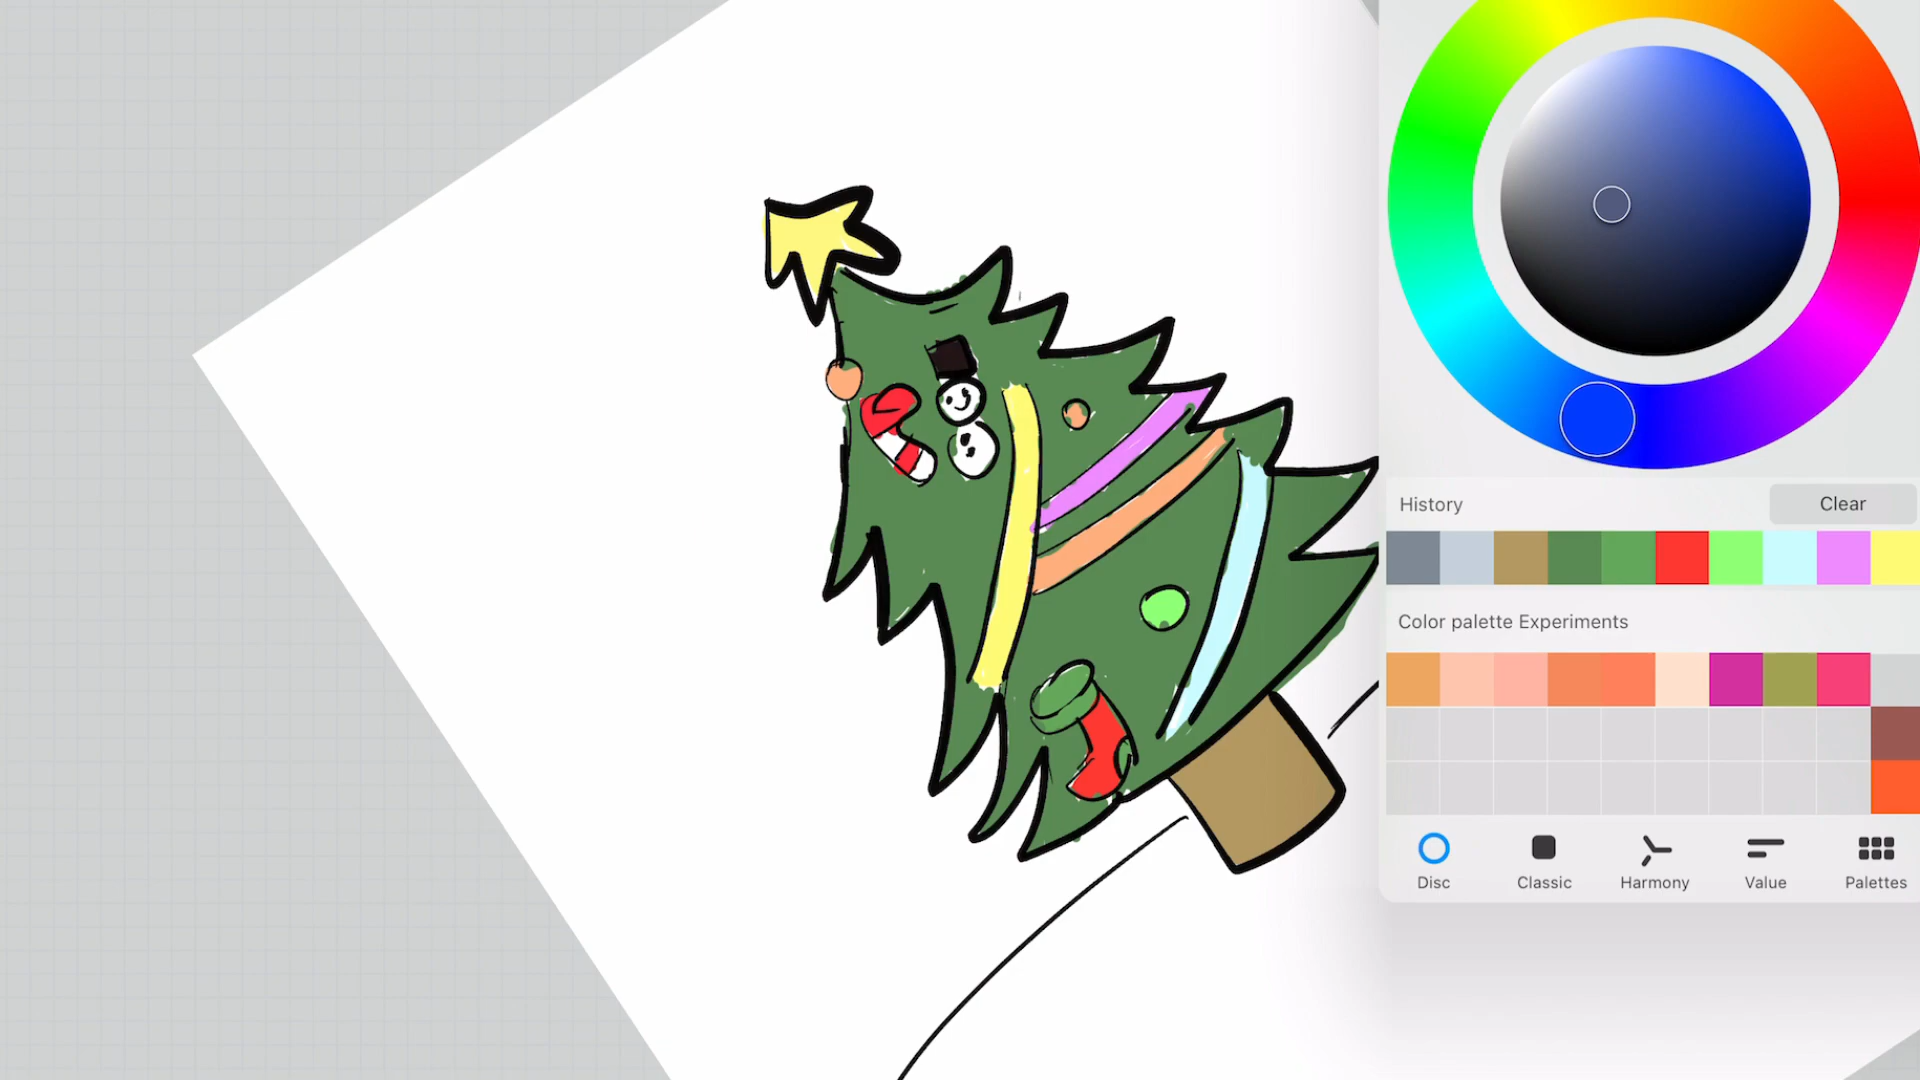 History
Clear
Color palette Experiments
Disc
Classic
Harmony
Value
Palettes